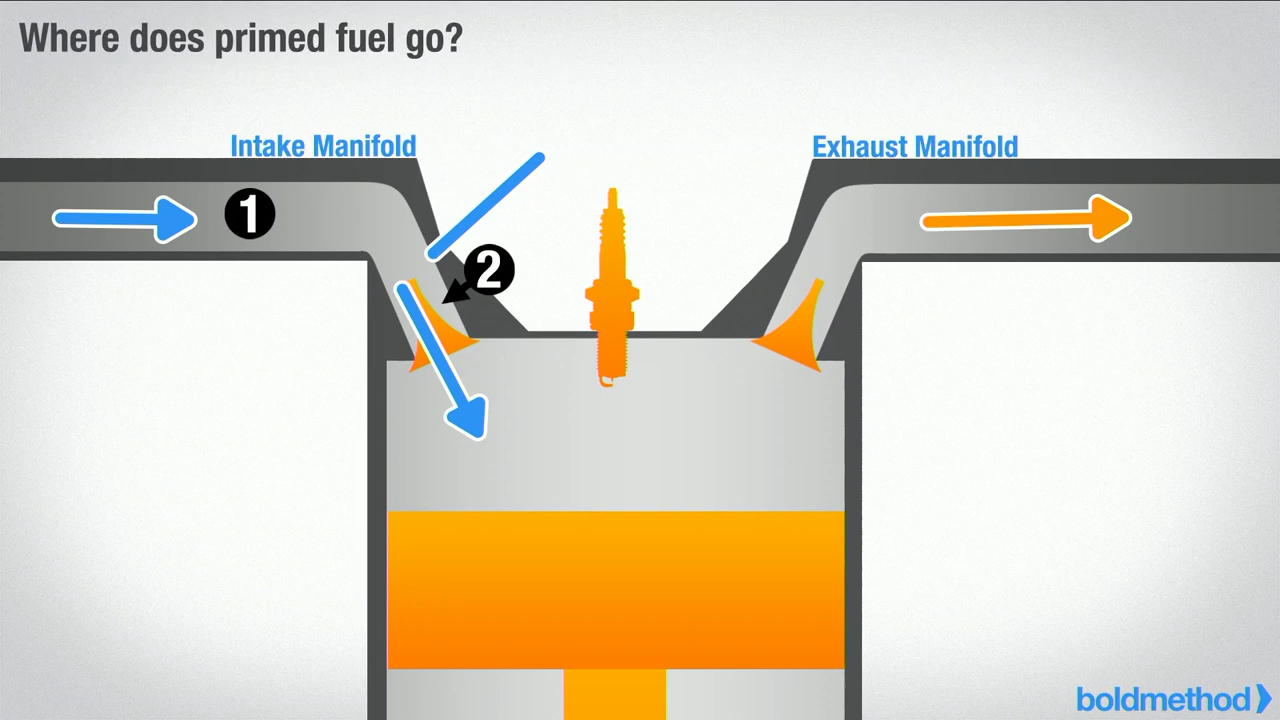 Where does primed fuel go?
Intake Manifold
Exhaust Manifold
1
2
boldmethod